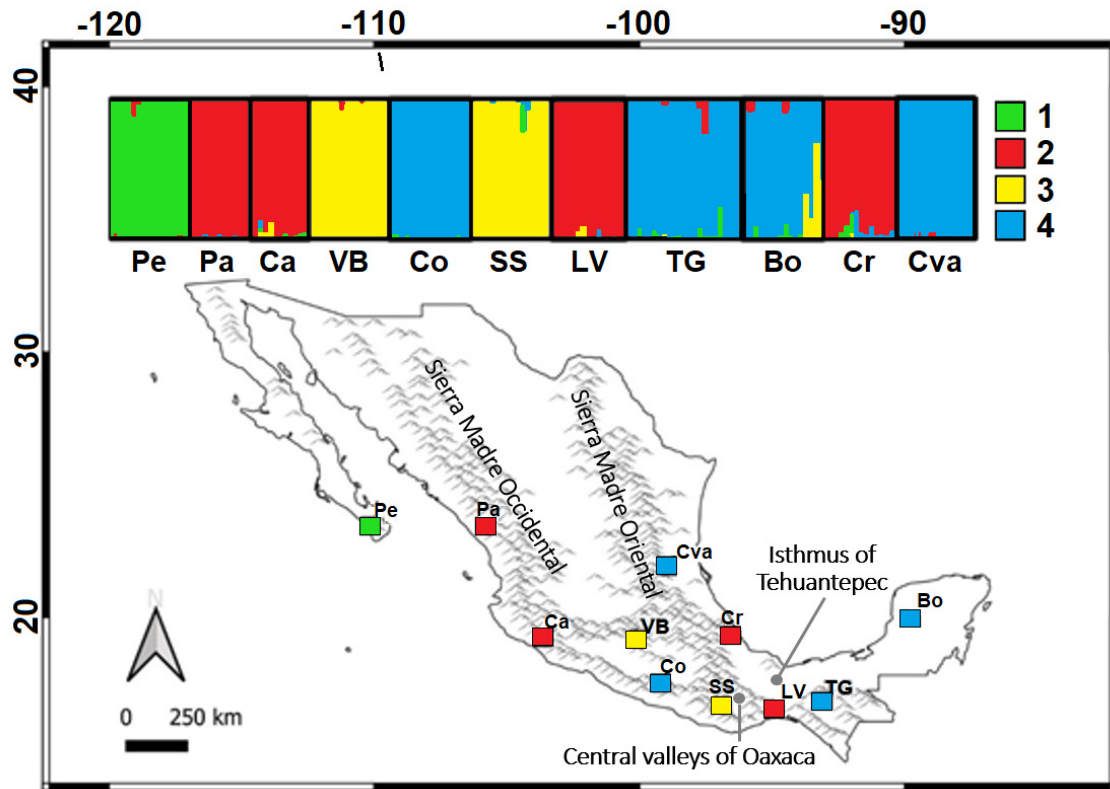 -120 -110 -100 -90
40
30
20
1
2
3
4
Pe Pa Ca VB Co SS LV TG Bo Cr Cva
Sierra Madre Occidental
Sierra Madre Oriental
Pe
Pa
Cva
Isthmus of
Tehuantepec
Bo
Ca
VB
Cr
Co
SS
LV
TG
N
0 250 km
Central valleys of Oaxaca